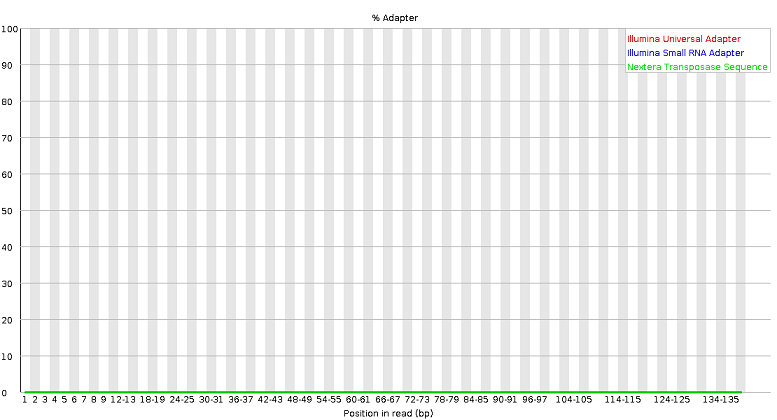 % Adapter
100
90
80
70
60
50
40
30
20
10
0
Illumina Universal Adapter
Illumina Small RNA Adapter
Nextera Transposase Sequence
1 2 3 4 5 6 7 8 9 12-13 18-19 24-25 30-31 36-37 42-43 48-49 54-55 60-61 66-67 72-73 78-79 84-85 90-91 96-97 104-105 114-115 124-125 134-135
Position in read (bp)